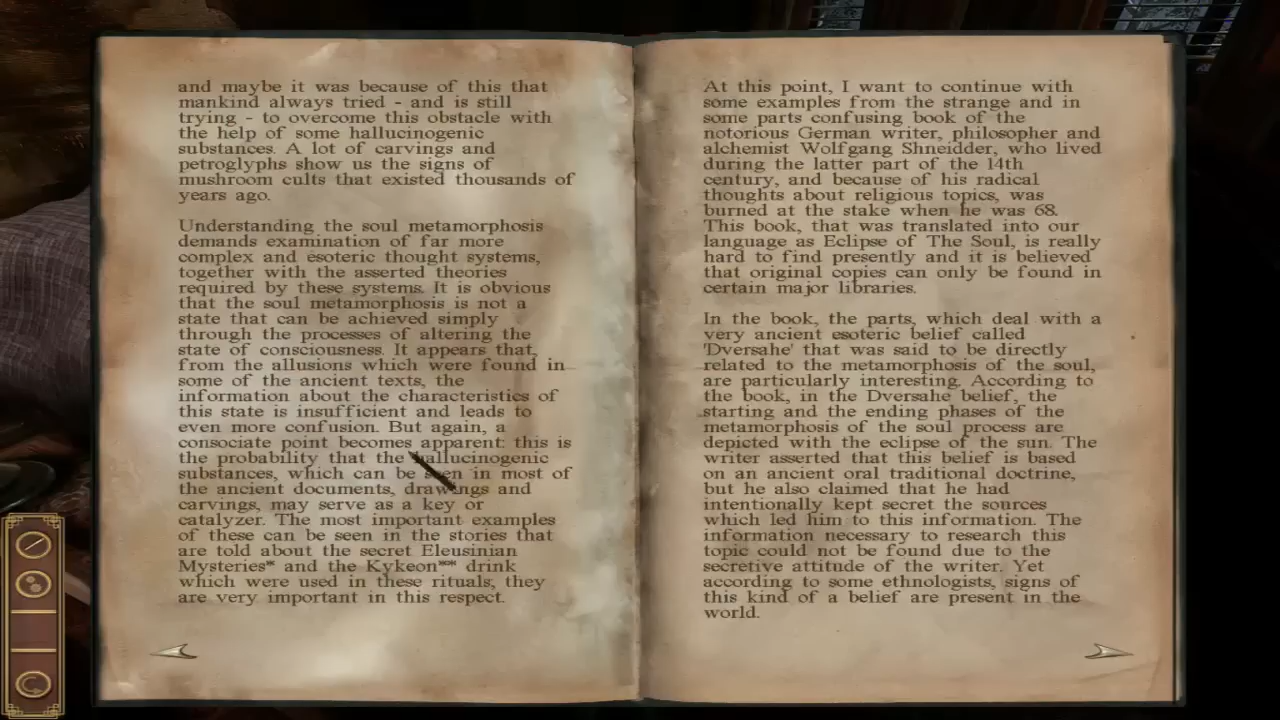 and maybe it was because of this that
mankind always tried - and is still
trying - to overcome this obstacle with
the help of some hallucinogenic
substances. A lot of carvings and
petroglyphs show us the signs of
mushroom cults that existed thousands of
years ago.
Understanding the soul metamorphosis
demands examination of far more
complex and esoteric thought systems,
together with the asserted theories
required by these systems. It is obvious
that the soul metamorphosis is not a
state that can be achieved simply
through the processes of altering the
state of consciousness. It appears that,
from the allusions which were found in
some of the ancient texts, the
information about the characteristics of
this state is insufficient and leads to
even more confusion. But again, a
consociate point becomes apparent: this is
the probability that the hallucinogenic
substances, which can be seen in most of
the ancient documents, drawings and
carvings, may serve as a key or
catalyzer. The most important examples
of these can be seen in the stories that
are told about the secret Eleusinian
Mysteries* and the Kykeon** drink
which were used in these rituals; they
are very important in this respect.
At this point, I want to continue with
some examples from the strange and in
some parts confusing book of the
notorious German writer, philosopher and
alchemist Wolfgang Shneidder, who lived
during the latter part of the 14th
century, and because of his radical
thoughts about religious topics, was
burned at the stake when he was 68.
This book, that was translated into our
language as Eclipse of The Soul, is really
hard to find presently and it is believed
that original copies can only be found in
certain major libraries.
In the book, the parts, which deal with a
very ancient esoteric belief called
'Dversahe' that was said to be directly
related to the metamorphosis of the soul,
are particularly interesting. According to
the book, in the Dversahe belief, the
starting and the ending phases of the
metamorphosis of the soul process are
depicted with the eclipse of the sun. The
writer asserted that this belief is based
on an ancient oral traditional doctrine,
but he also claimed that he had
intentionally kept secret the sources
which led him to this information. The
information necessary to research this
topic could not be found due to the
secretive attitude of the writer. Yet
according to some ethnologists, signs of
this kind of a belief are present in the
world.